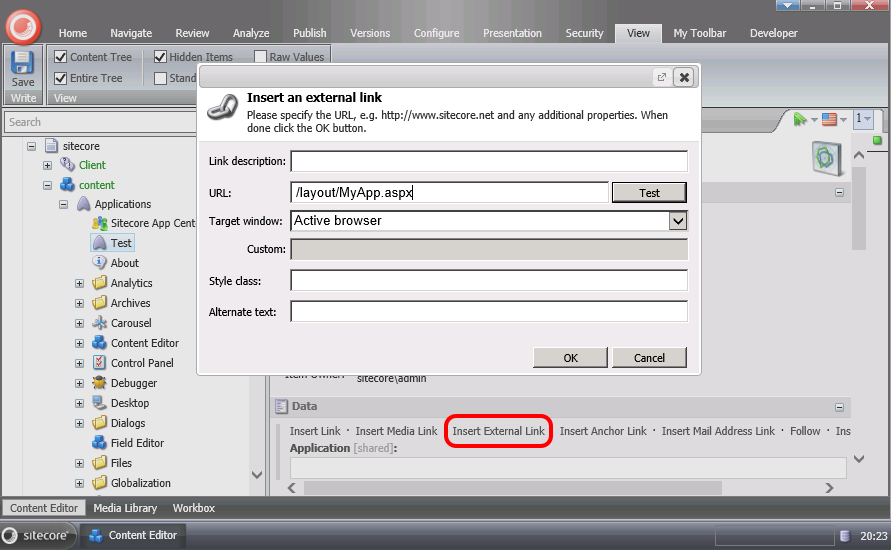 Home Navigate Review Analyze Publish Versions Configure Presentation Security View My Toolbar Developer
Save
Write
Content Tree
Entire Tree
Hidden Items
Raw Values
View
Search
1
Insert an external link
Please specify the URL, e.g. http://www.sitecore.net and any additional properties. When
done click the OK button.
Link description:
URL: /layout/MyApp.aspx Test
Target window: Active browser
Custom:
Style class:
Alternate text:
OK Cancel
sitecore
Client
content
Applications
Sitecore App Cent
Test
About
Analytics
Archives
Carousel
Content Editor
Control Panel
Debugger
Desktop
Dialogs
Field Editor
Files
Globalization
sitecore\admin
Data
Insert Link · Insert Media Link · Insert External Link · Insert Anchor Link · Insert Mail Address Link · Follow · Ins
Application [shared]:
Content Editor Media Library Workbox
sitecore Content Editor 20:23